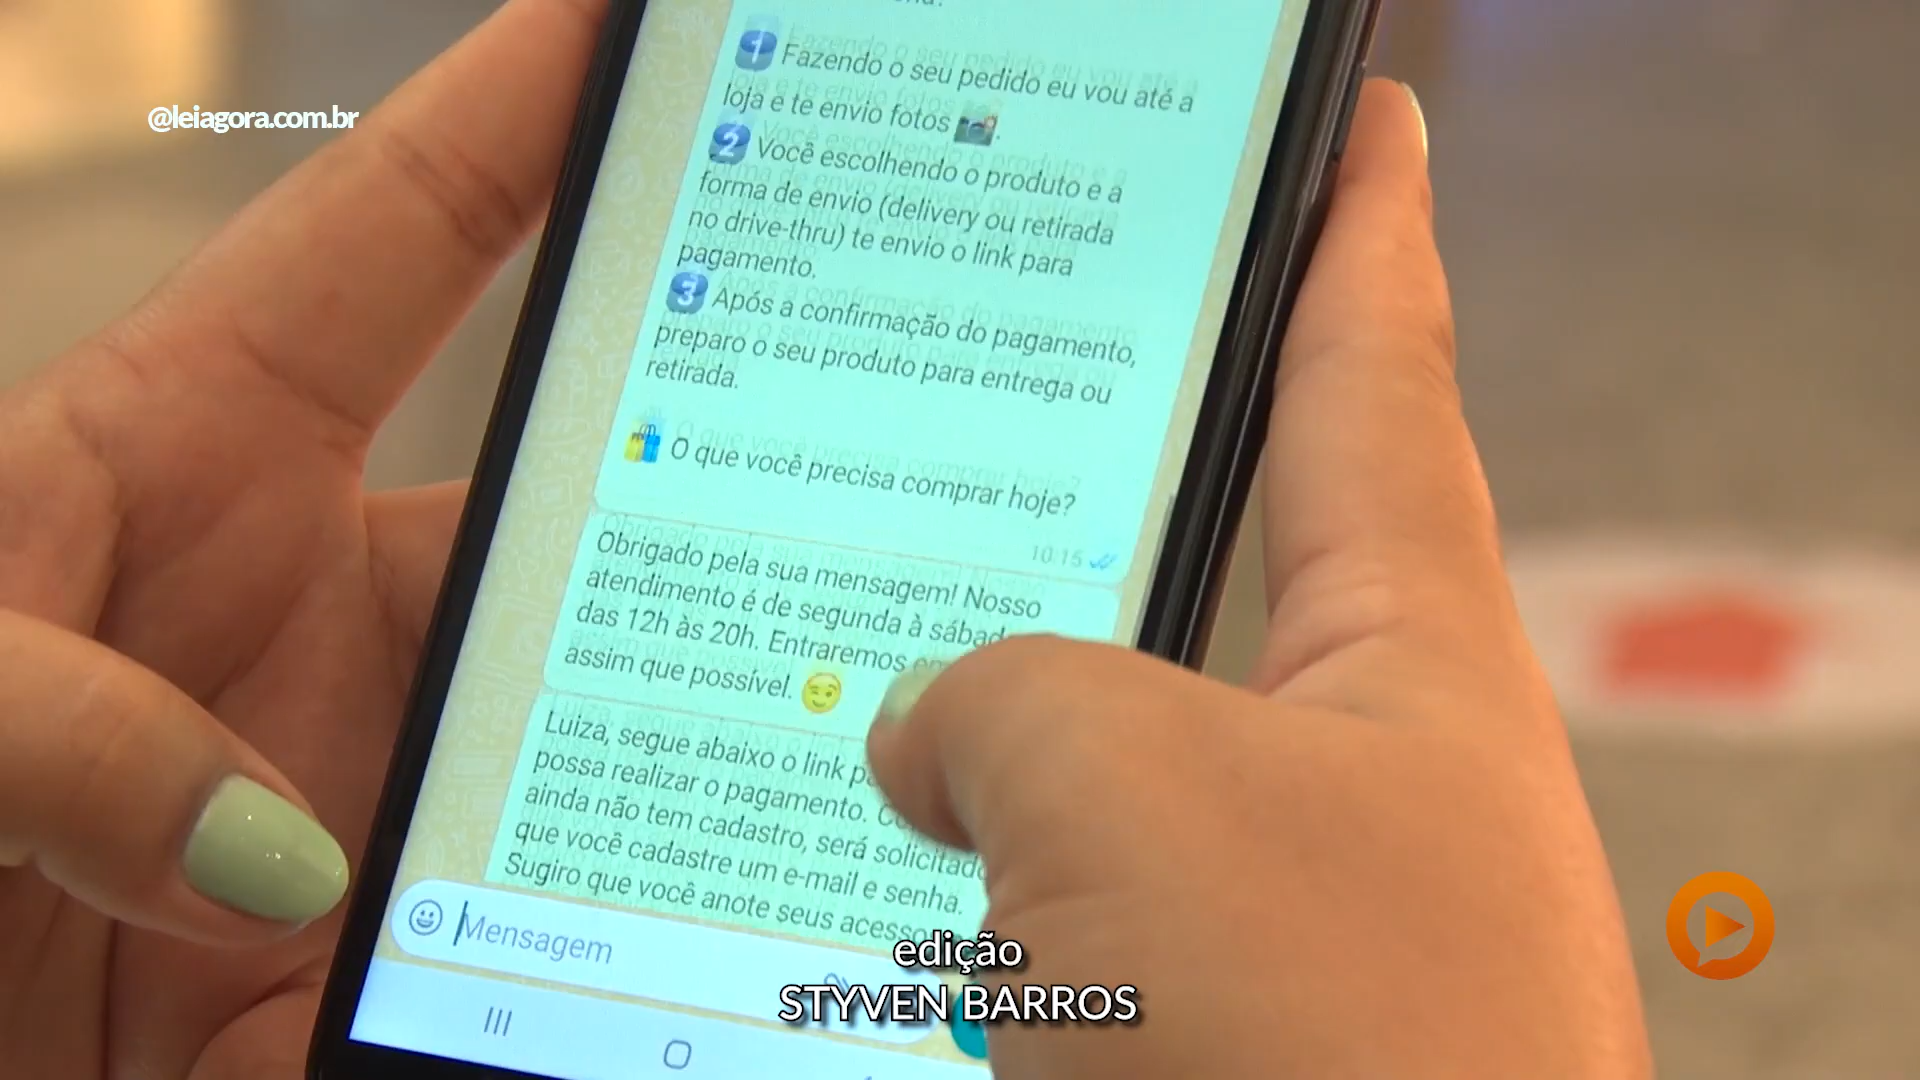 @leiagora.com.br
1 Fazendo o seu pedido eu vou até a
loja e te envio fotos
2 Você escolhendo o produto e a
forma de envio (delivery ou retirada
no drive-thru) te envio o link para
pagamento.
3 Após a confirmação do pagamento,
preparo o seu produto para entrega ou
retirada.
O que você precisa comprar hoje?
10:15
Obrigado pela sua mensagem! Nosso
atendimento é de segunda à
das 12h às 20h. Entraremos
assim que possível.
Luiza, segue abaixo o link
possa realizar o pagamento.
ainda não tem cadastro, será
que você cadastre um e-mail e senha.
Sugiro que você anote seus
Mensagem
edição
STYVEN BARROS